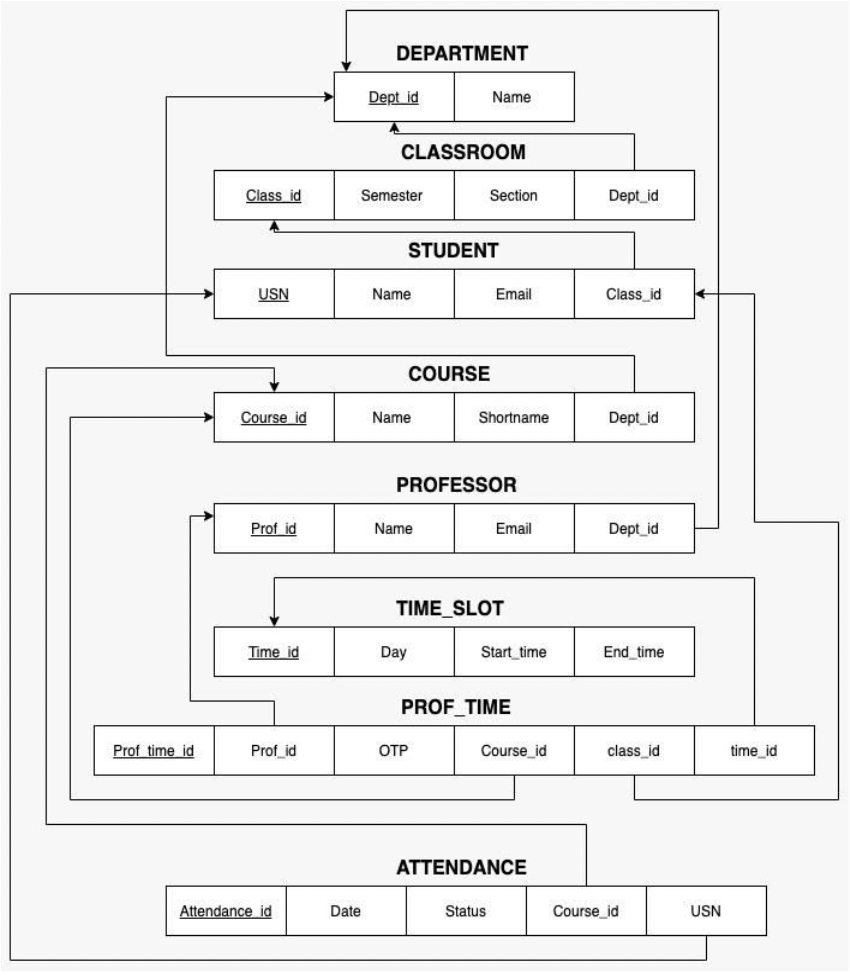 DEPARTMENT
Dept_id Name
CLASSROOM
Class_id Semester Section Dept_id
STUDENT
USN Name Email Class_id
COURSE
Course_id Name Shortname Dept_id
PROFESSOR
Prof_id Name Email Dept_id
TIME_SLOT
Time_id Day Start_time End_time
PROF_TIME
Prof_time_id Prof_id OTP Course_id class_id time_id
ATTENDANCE
Attendance_id Date Status Course_id USN